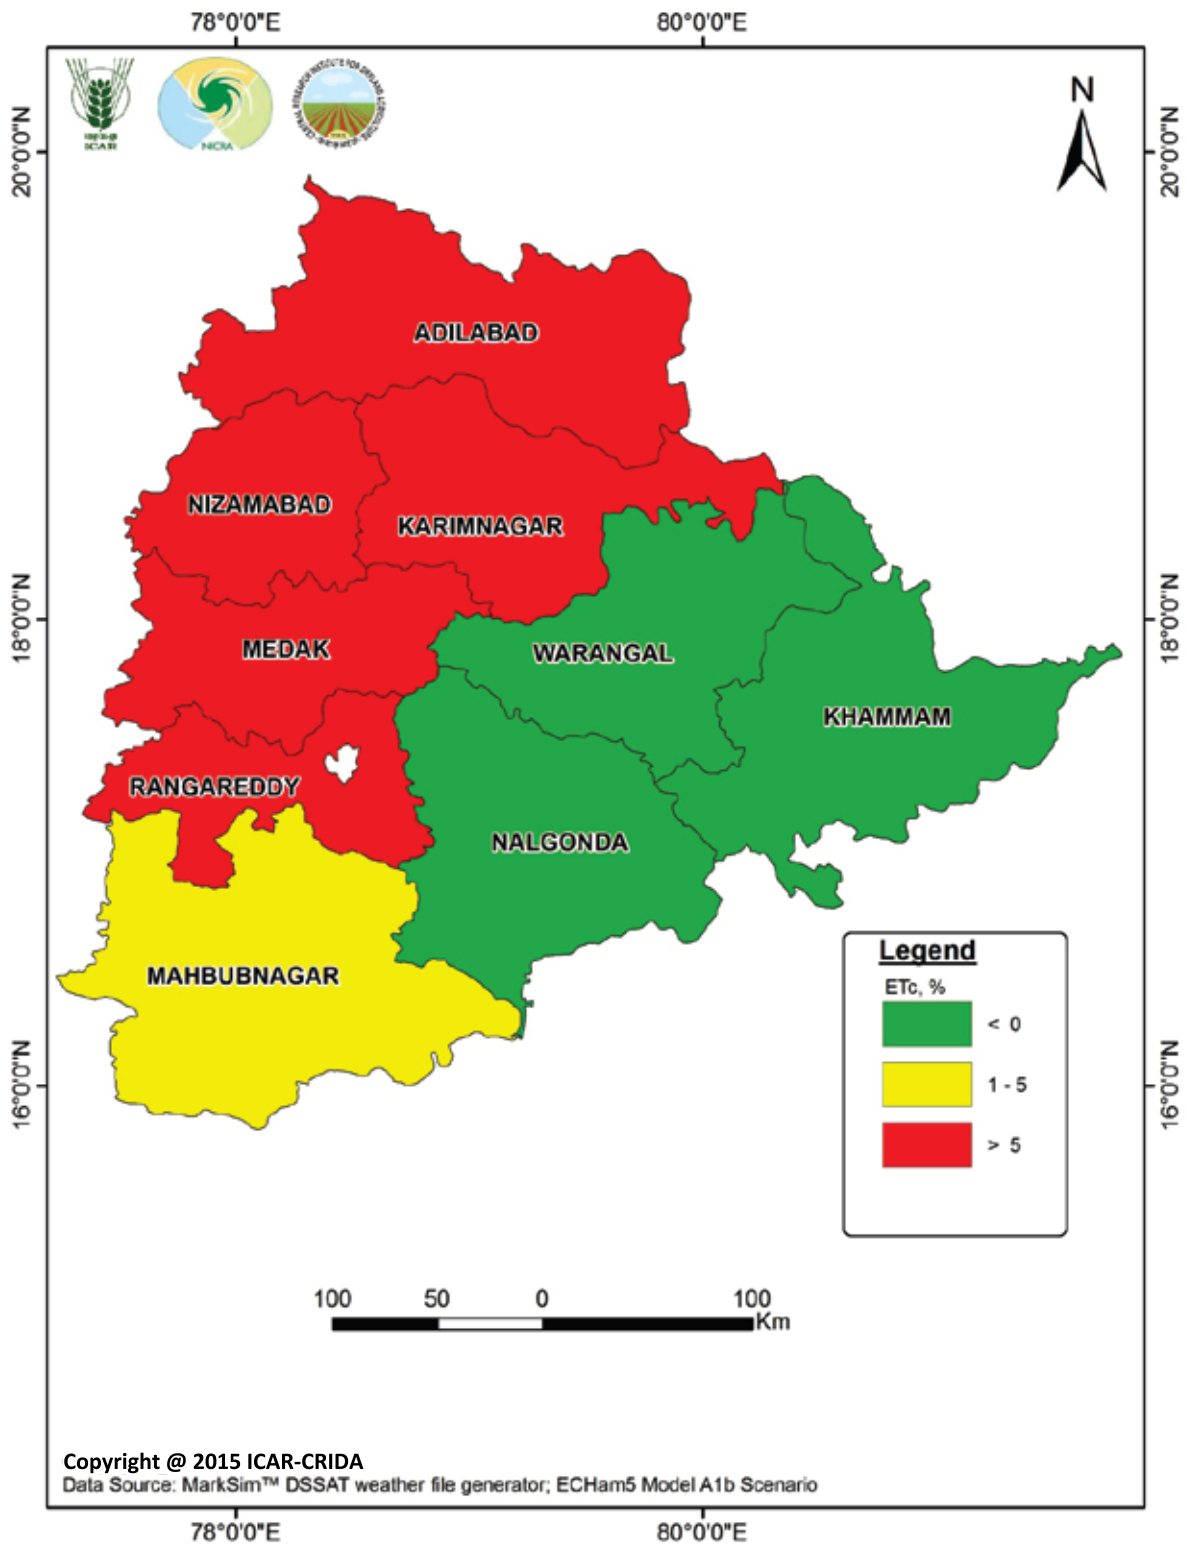 78°0'0"E 80°0'0"E
N
ICAR
NICRA
20°0'0"N 20°0'0"N
ADILABAD
NIZAMABAD
KARIMNAGAR
18°0'0"N 18°0'0"N
MEDAK
WARANGAL
KHAMMAM
RANGAREDDY
NALGONDA
MAHBUBNAGAR
Legend
ETc, %
< 0
1 - 5
> 5
16°0'0"N 16°0'0"N
100 50 0 100
Km
Copyright @ 2015 ICAR-CRIDA
Data Source: MarkSim™ DSSAT weather file generator; ECHam5 Model A1b Scenario
78°0'0"E 80°0'0"E